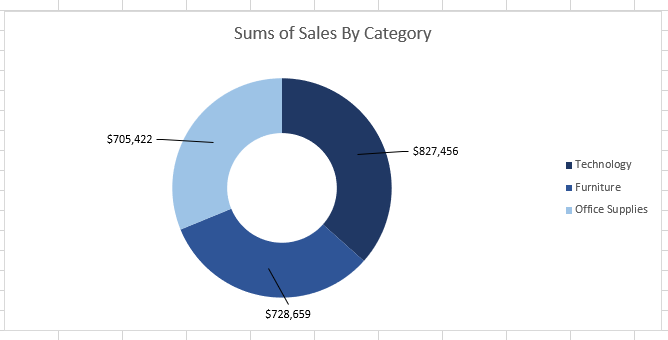 Sums of Sales By Category
$705,422
$827,456
$728,659
Technology
Furniture
Office Supplies